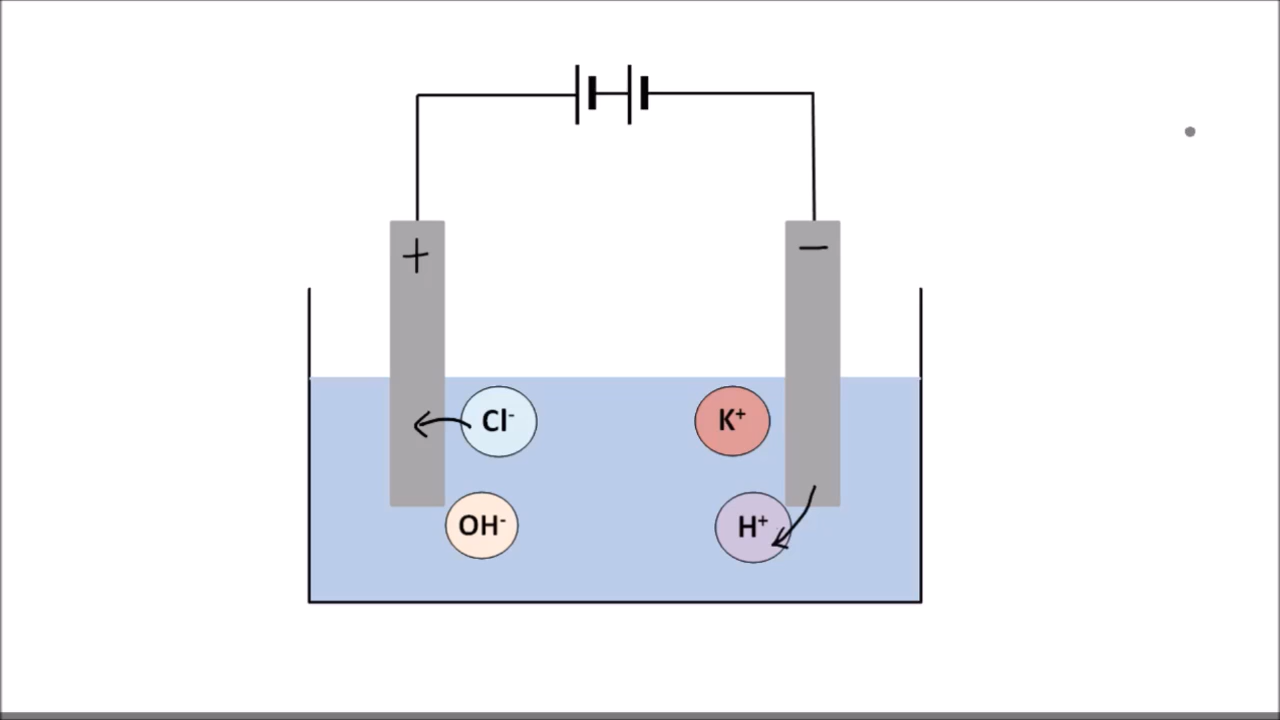 + −
Cl⁻ K⁺
OH⁻ H⁺